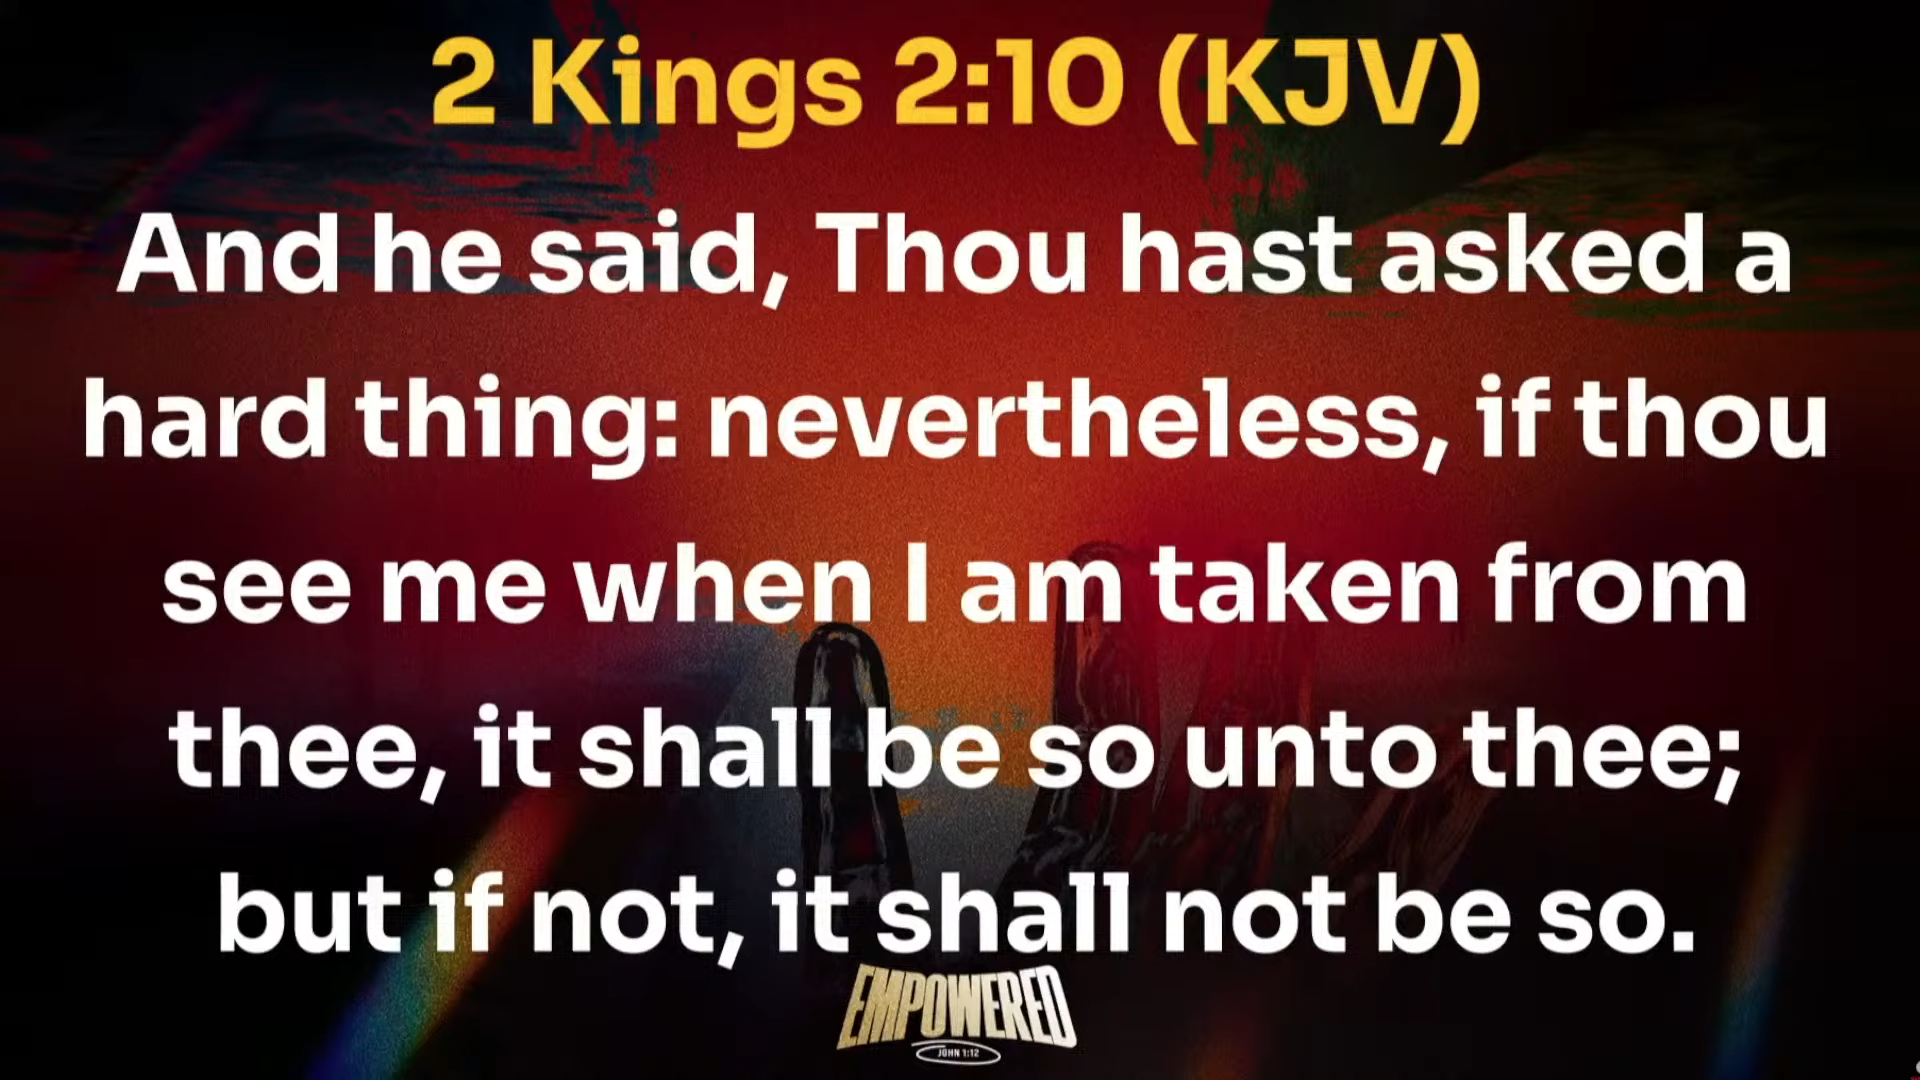 2 Kings 2:10 (KJV)
And he said, Thou hast asked a
hard thing: nevertheless, if thou
see me when I am taken from
thee, it shall be so unto thee;
but if not, it shall not be so.
EMPOWERED
JOHN 1:12